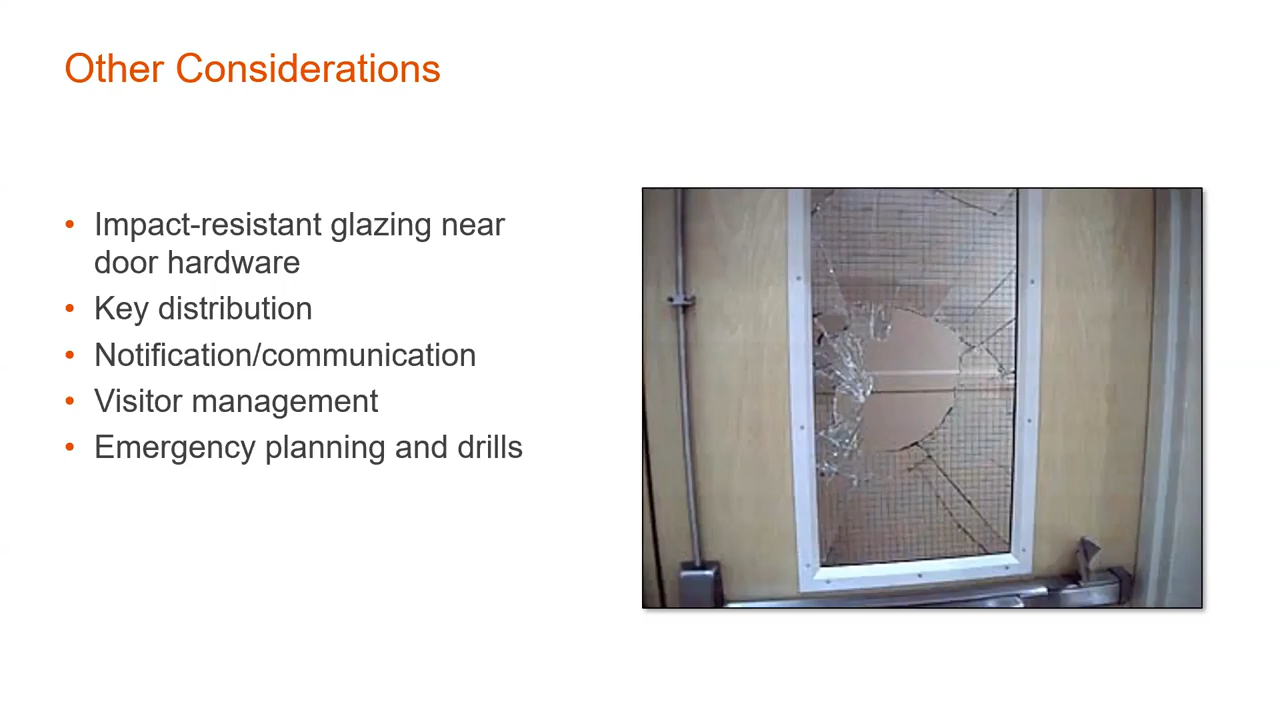 Other Considerations
• Impact-resistant glazing near
door hardware
• Key distribution
• Notification/communication
• Visitor management
• Emergency planning and drills